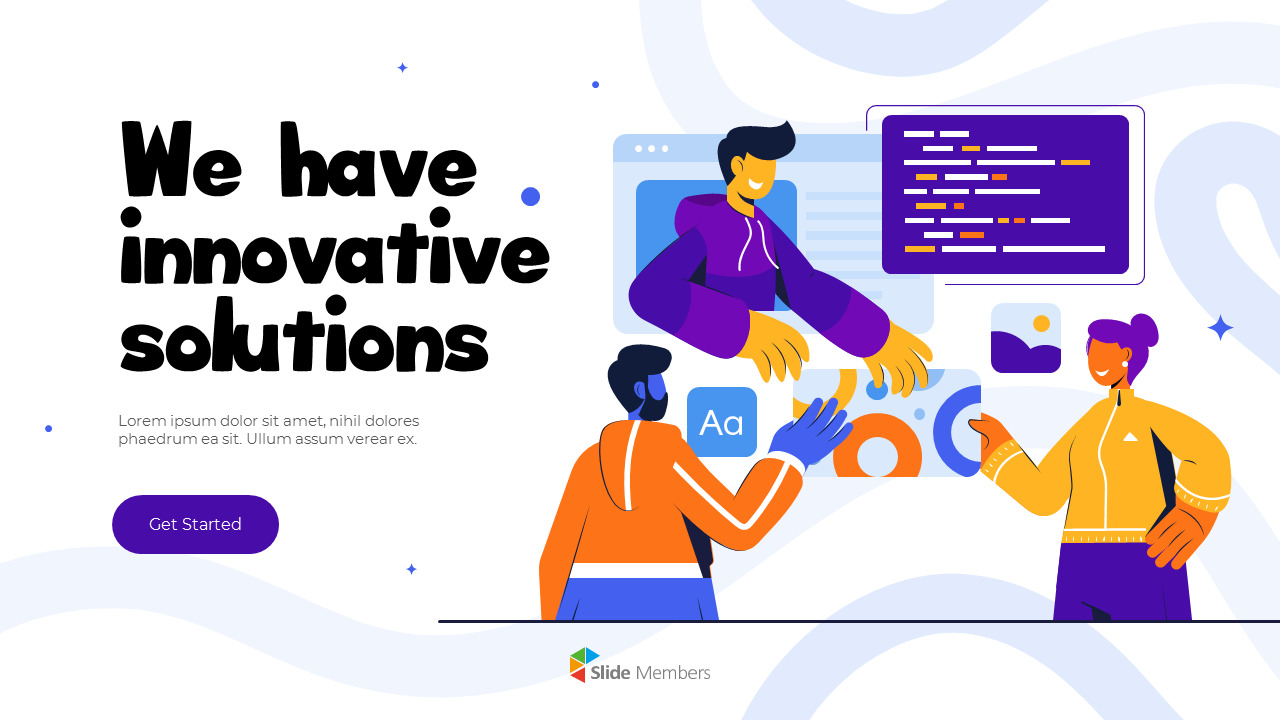 We have
innovative
solutions
Lorem ipsum dolor sit amet, nihil dolores
phaedrum ea sit. Ullum assum verear ex.
Get Started
Aa
Slide Members